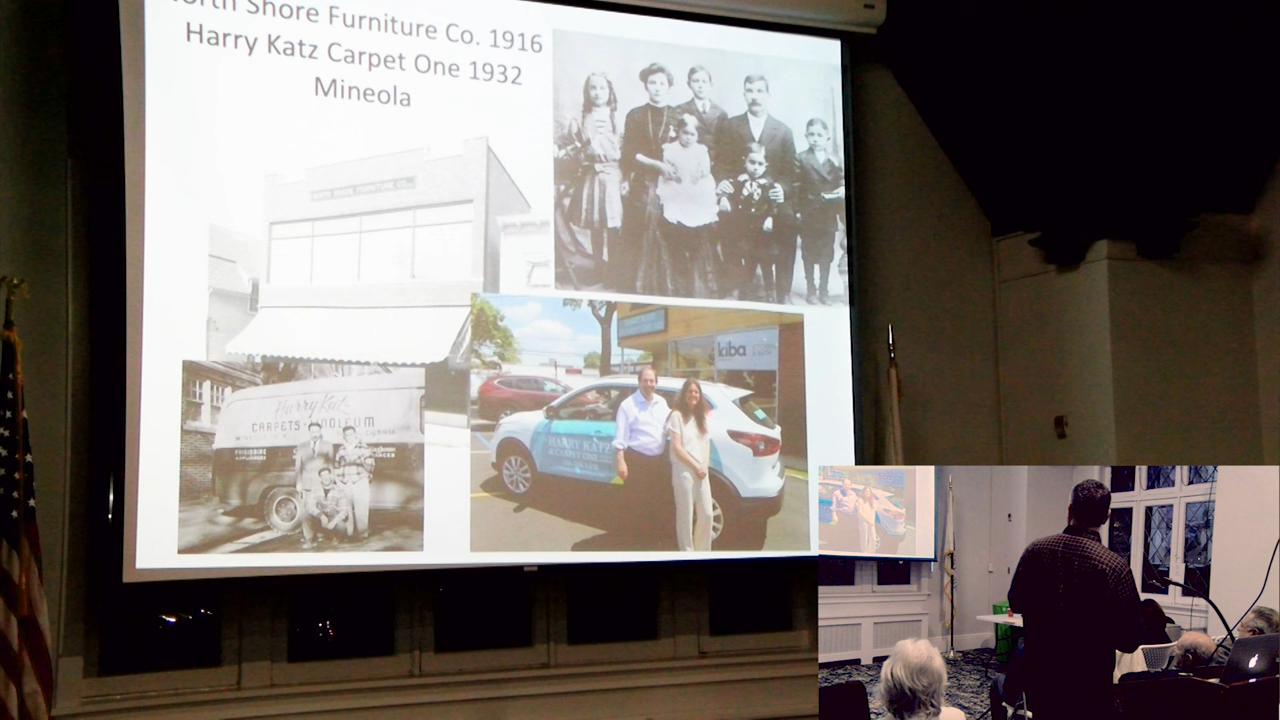 North Shore Furniture Co. 1916
Harry Katz Carpet One 1932
Mineola
NORTH SHORE FURNITURE CO.
kiba
Harry Katz
CARPETS · LINOLEUM
FRIGIDAIRE
HARRY KATZ
& CARPET ONE